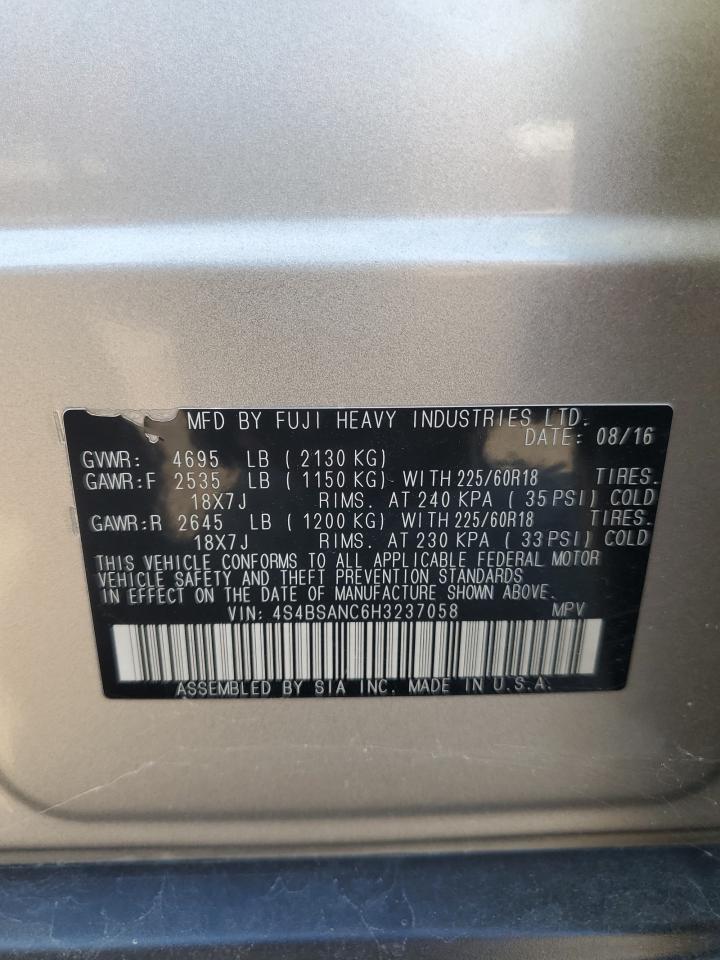 MFD BY FUJI HEAVY INDUSTRIES LTD.
DATE: 08/16
GVWR: 4695 LB ( 2130 KG)
GAWR:F 2535 LB ( 1150 KG) WITH 225/60R18 TIRES.
18X7J RIMS. AT 240 KPA ( 35 PSI) COLD
GAWR:R 2645 LB ( 1200 KG) WITH 225/60R18 TIRES.
18X7J RIMS. AT 230 KPA ( 33 PSI) COLD
THIS VEHICLE CONFORMS TO ALL APPLICABLE FEDERAL MOTOR
VEHICLE SAFETY AND THEFT PREVENTION STANDARDS
IN EFFECT ON THE DATE OF MANUFACTURE SHOWN ABOVE.
VIN: 4S4BSANC6H3237058 MPV
ASSEMBLED BY SIA INC. MADE IN U.S.A.